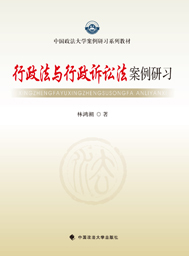 中国政法大学案例研习系列教材
行政法与行政诉讼法案例研习
林鸿潮◎著
中国政法大学出版社